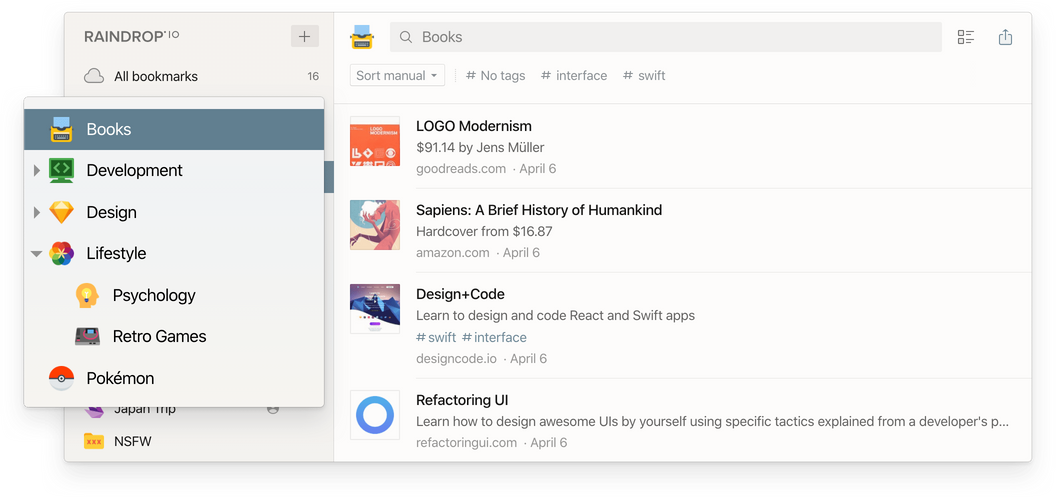 RAINDROP.IO
All bookmarks 16
Books
Development
Design
Lifestyle
Psychology
Retro Games
Pokémon
Japan Trip
NSFW
Books
Sort manual
# No tags # interface # swift
LOGO Modernism
$91.14 by Jens Müller
goodreads.com · April 6
Sapiens: A Brief History of Humankind
Hardcover from $16.87
amazon.com · April 6
Design+Code
Learn to design and code React and Swift apps
# swift # interface
designcode.io · April 6
Refactoring UI
Learn how to design awesome UIs by yourself using specific tactics explained from a developer's p...
refactoringui.com · April 6
LOGO
MODERNISM
xxx